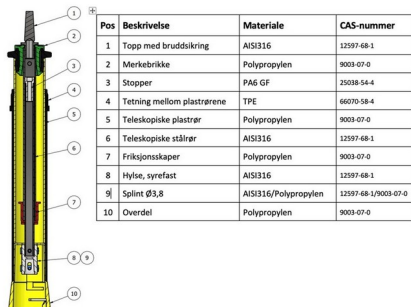 Pos Beskrivelse Materiale CAS-nummer
1 Topp med bruddsikring AISI316 12597-68-1
2 Merkebrikke Polypropylen 9003-07-0
3 Stopper PA6 GF 25038-54-4
4 Tetning mellom plastrørene TPE 66070-58-4
5 Teleskopiske plastrør Polypropylen 9003-07-0
6 Teleskopiske stålrør AISI316 12597-68-1
7 Friksjonsskaper Polypropylen 9003-07-0
8 Hylse, syrefast AISI316 12597-68-1
9 Splint Ø3,8 AISI316/Polypropylen 12597-68-1/9003-07-0
10 Overdel Polypropylen 9003-07-0
1
2
3
4
5
6
7
8 9
10